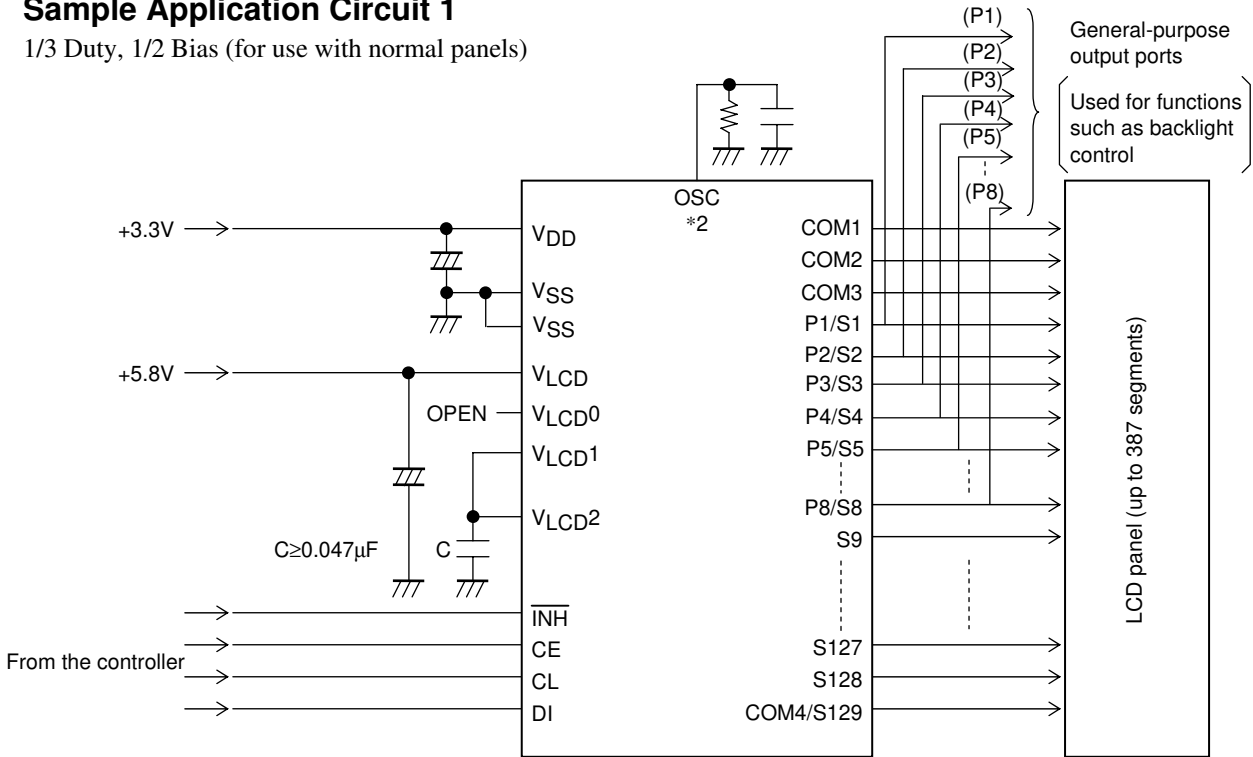 Sample Application Circuit 1
1/3 Duty, 1/2 Bias (for use with normal panels)
(P1)
(P2)
(P3)
(P4)
(P5)
(P8)
General-purpose
output ports
Used for functions
such as backlight
control
OSC
*2
+3.3V
VDD
VSS
VSS
+5.8V
VLCD
OPEN
VLCD0
VLCD1
VLCD2
C≥0.047μF
C
From the controller
INH
CE
CL
DI
COM1
COM2
COM3
P1/S1
P2/S2
P3/S3
P4/S4
P5/S5
P8/S8
S9
S127
S128
COM4/S129
LCD panel (up to 387 segments)